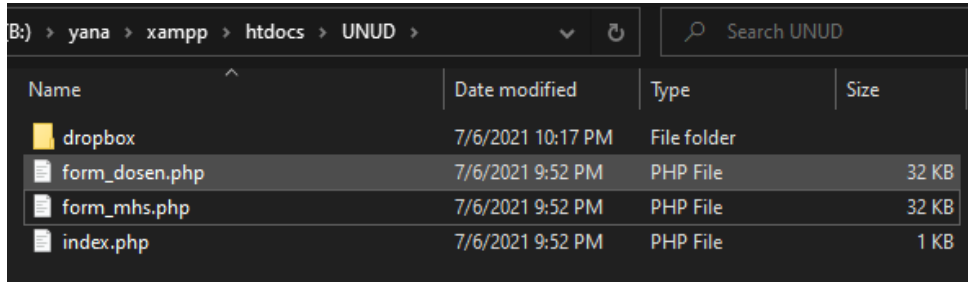 (B:) > yana > xampp > htdocs > UNUD > Search UNUD
Name Date modified Type Size
dropbox 7/6/2021 10:17 PM File folder
form_dosen.php 7/6/2021 9:52 PM PHP File 32 KB
form_mhs.php 7/6/2021 9:52 PM PHP File 32 KB
index.php 7/6/2021 9:52 PM PHP File 1 KB